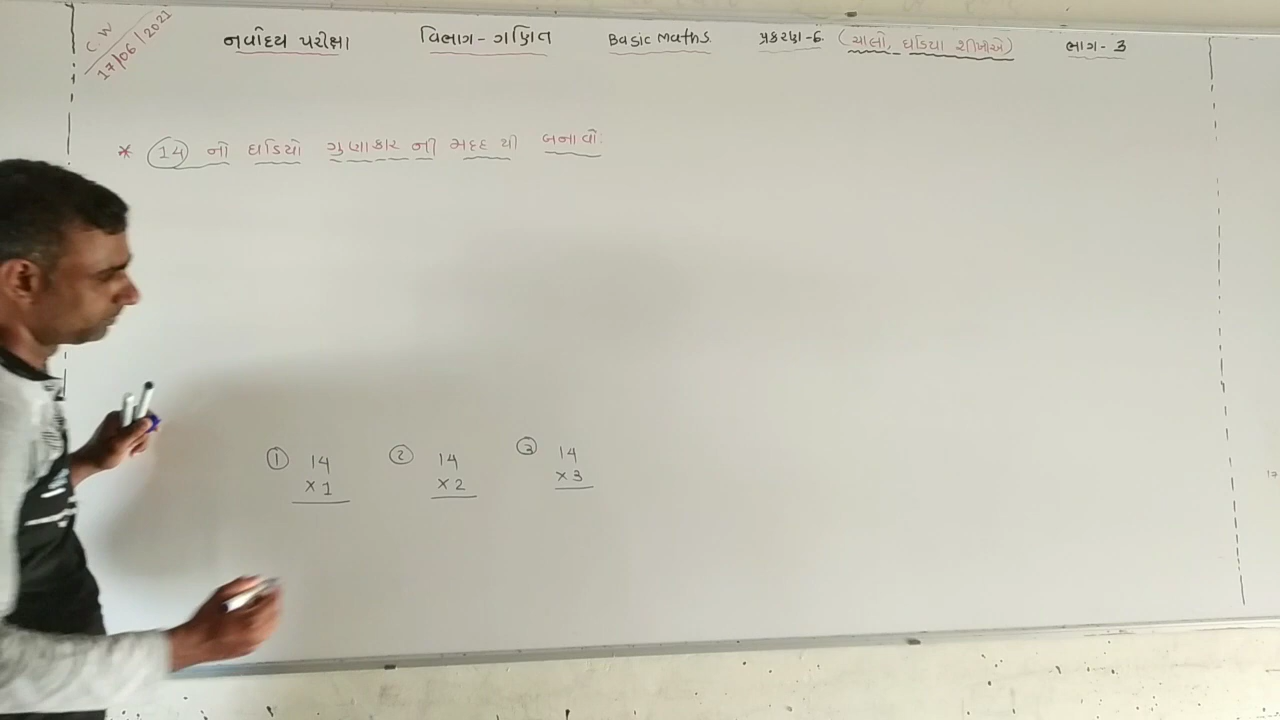 C.W
17/06/2021
નવોદય પરીક્ષા વિભાગ - ગણિત Basic Maths. પ્રકરણ-6 (ચાલો, ઘડિયા શીખીએ) ભાગ - 3
* 14 નો ઘડિયો ગુણાકાર ની મદદ થી બનાવો:
① 14 ② 14 ③ 14
×1 ×2 ×3
17